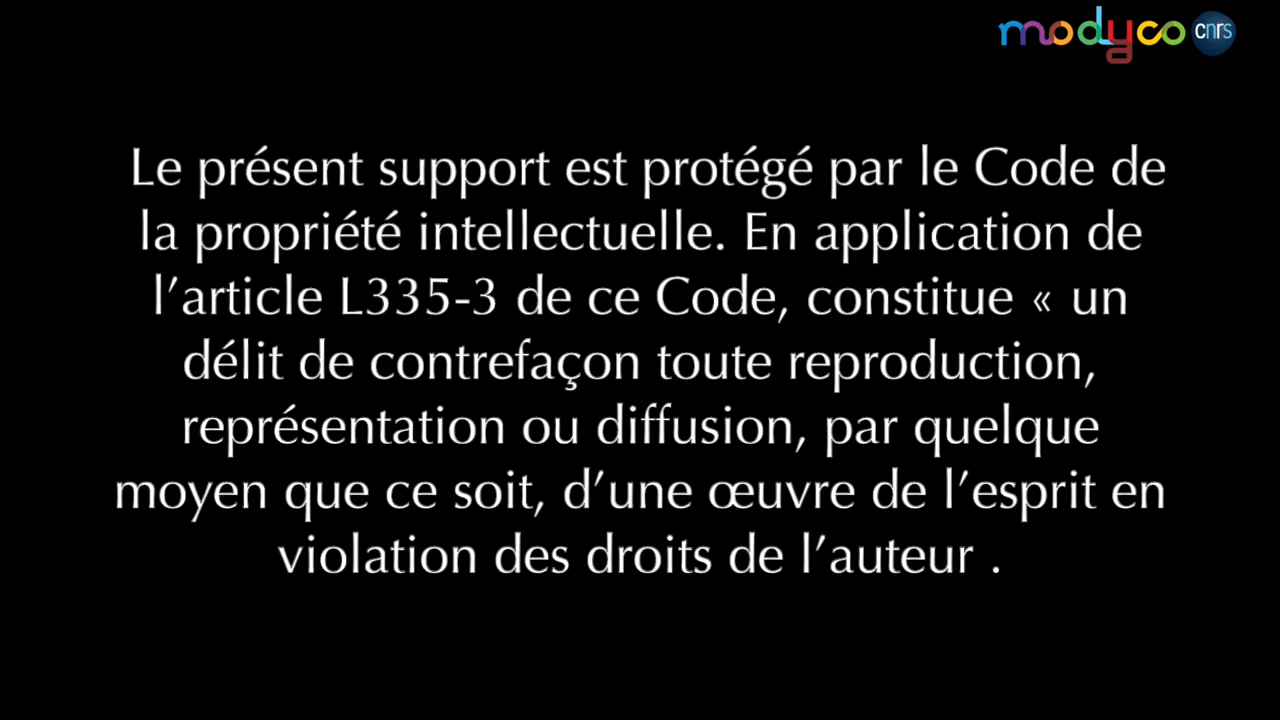 modyco cnrs
Le présent support est protégé par le Code de
la propriété intellectuelle. En application de
l’article L335-3 de ce Code, constitue « un
délit de contrefaçon toute reproduction,
représentation ou diffusion, par quelque
moyen que ce soit, d’une œuvre de l’esprit en
violation des droits de l’auteur .